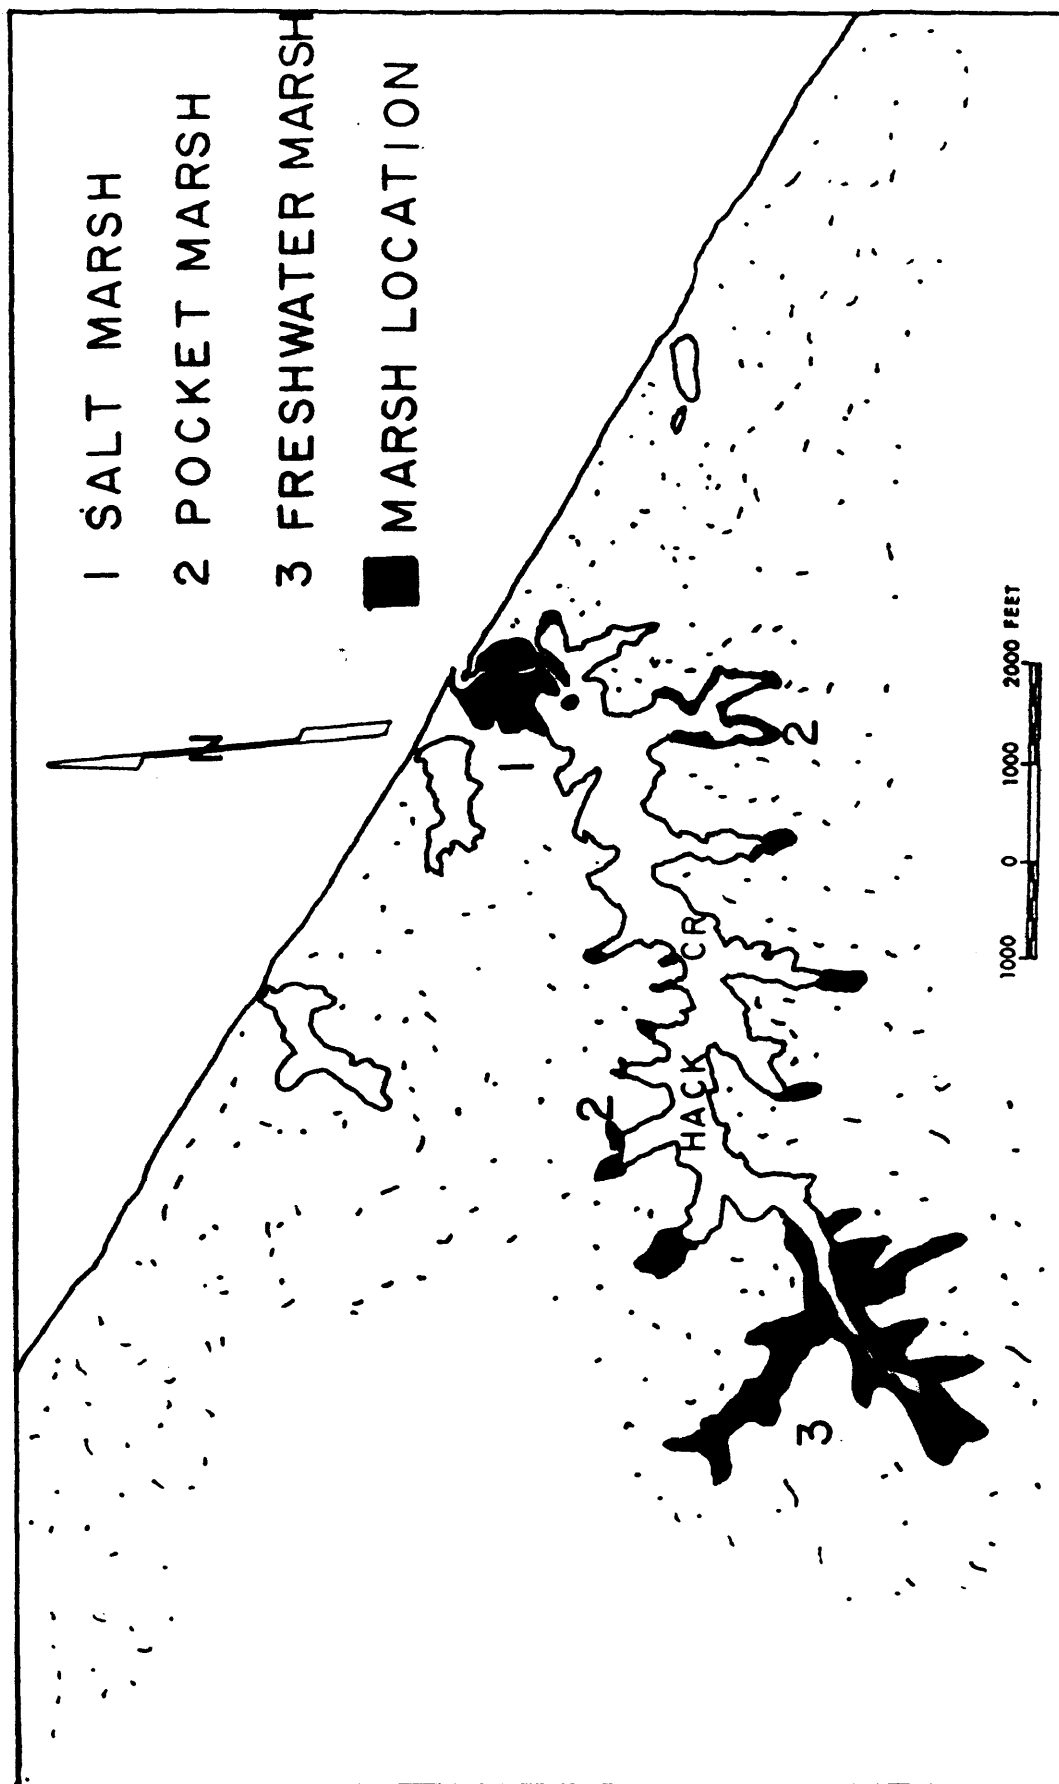 1 SALT MARSH
2 POCKET MARSH
3 FRESHWATER MARSH
MARSH LOCATION
N
1
2
2
HACK CR
3
1000 0 1000 2000 FEET